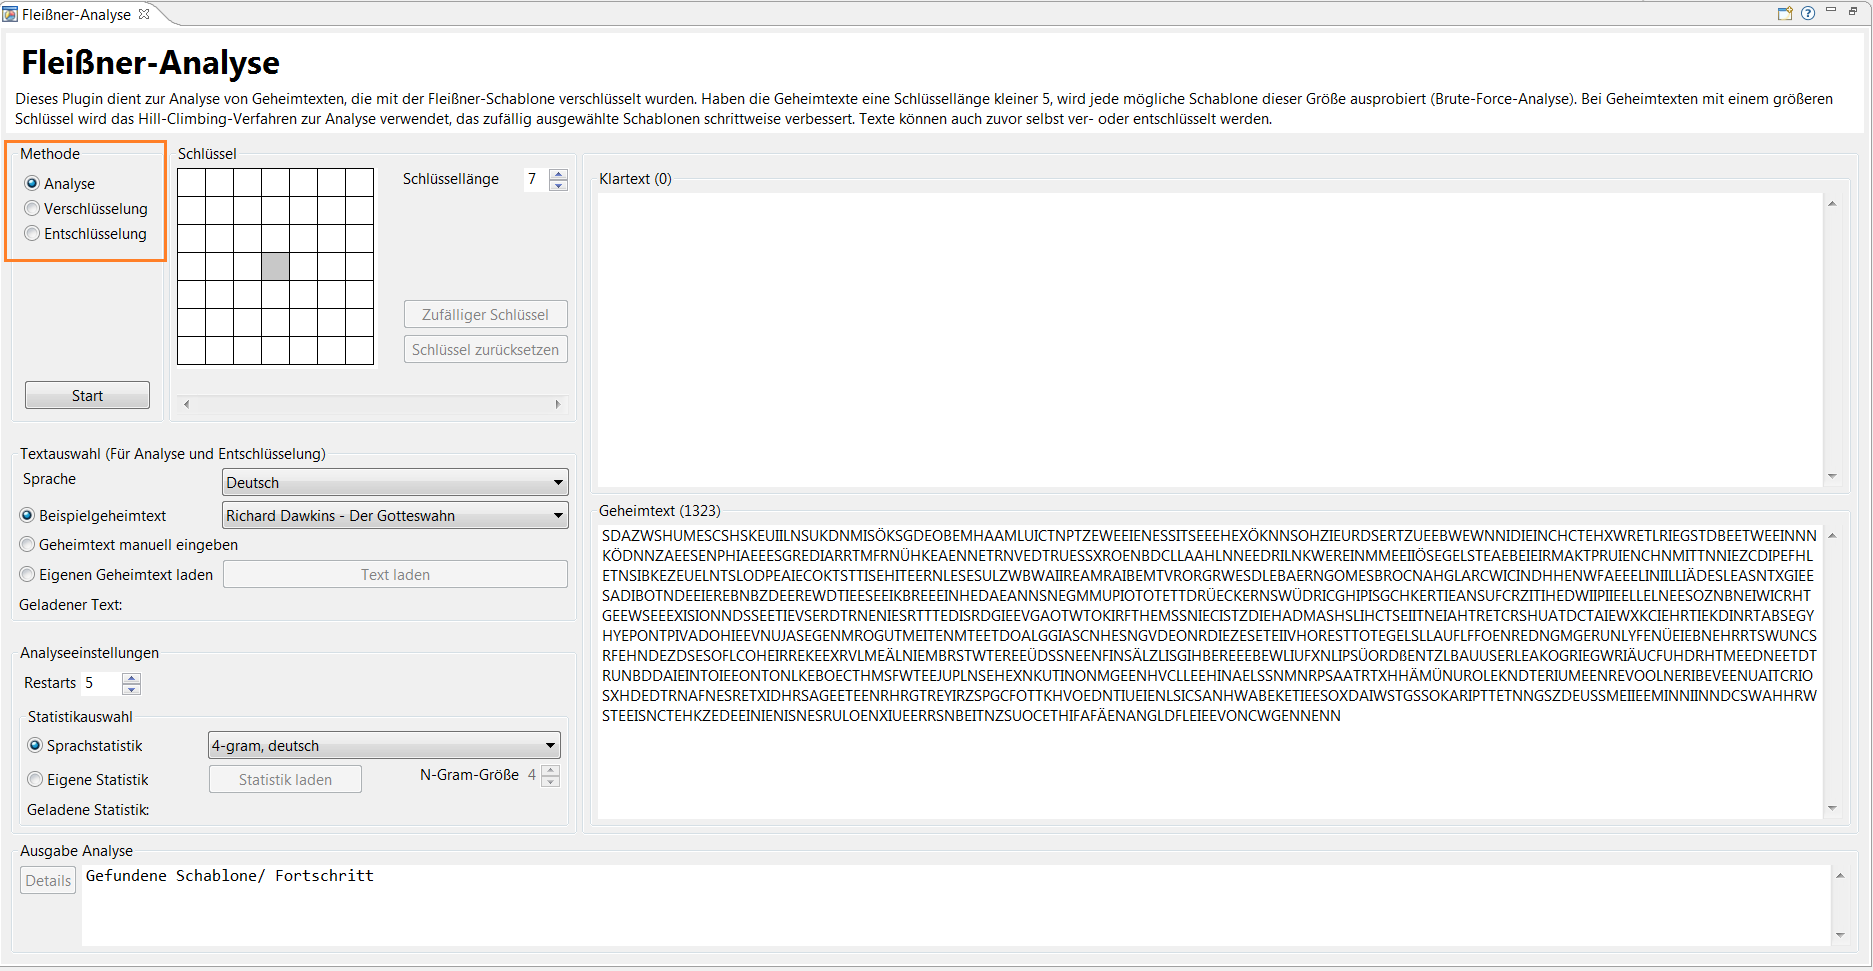 Fleißner-Analyse
Fleißner-Analyse
Dieses Plugin dient zur Analyse von Geheimtexten, die mit der Fleißner-Schablone verschlüsselt wurden. Haben die Geheimtexte eine Schlüssellänge kleiner 5, wird jede mögliche Schablone dieser Größe ausprobiert (Brute-Force-Analyse). Bei Geheimtexten mit einem größeren
Schlüssel wird das Hill-Climbing-Verfahren zur Analyse verwendet, das zufällig ausgewählte Schablonen schrittweise verbessert. Texte können auch zuvor selbst ver- oder entschlüsselt werden.
Methode
Analyse
Verschlüsselung
Entschlüsselung
Start
Schlüssel
Schlüssellänge 7
Zufälliger Schlüssel
Schlüssel zurücksetzen
Textauswahl (Für Analyse und Entschlüsselung)
Sprache Deutsch
Beispielgeheimtext Richard Dawkins - Der Gotteswahn
Geheimtext manuell eingeben
Eigenen Geheimtext laden Text laden
Geladener Text:
Analyseeinstellungen
Restarts 5
Statistikauswahl
Sprachstatistik 4-gram, deutsch
Eigene Statistik Statistik laden N-Gram-Größe 4
Geladene Statistik:
Klartext (0)
Geheimtext (1323)
SDAZWSHUMESCSHSKEUIILNSUKDNMISÖKSGDEOBEMHAAMLUICTNPTZEWEEIENESSITSEEEHEXÖKNNSOHZIEURDSERTZUEEBWEWNNIDIEINCHCTEHXWRETLRIEGSTDBEETWEEINNN
KÖDNNZAEESENPHIAEEESGREDIARRTMFRNÜHKEAENNETRNVEDTRUESSXROENBDCLLAAHLNNEEDRILNKWEREINMMEEIIÖSEGELSTEAEBEIEIRMAKTPRUIENCHNMITTNNIEZCDIPEFHL
ETNSIBKEZEUELNTSLODPEAIECOKTSTTISEHITEERNLESESULZWBWAIIREAMRAIBEMTVRORGRWESDLEBAERNGOMESBROCNAHGLARCWICINDHHENWFAEEELINIILLIÄDESLEASNTXGIEE
SADIBOTNDEEIEREBNBZDEEREWDTIEESEEIKBREEEINHEDAEANNSNEGMMUPIOTOTETTDRÜECKERNSWÜDRICGHIPISGCHKERTIEANSUFCRZITIHEDWIIPIIEELLELNEESOZNBNEIWICRHT
GEEWSEEEXISIONNDSSEETIEVSERDTRNENIESRTTTEDISRDGIEEVGAOTWTOKIRFTHEMSSNIECISTZDIEHADMASHSLIHCTSEIITNEIAHTRETCRSHUATDCTAIEWXKCIEHRTIEKDINRTABSEGY
HYEPONTPIVADOHIEEVNUJASEGENMROGUTMEITENMTEETDOALGGIASCNHESNGVDEONRDIEZESETEIIVHORESTTOTEGELSLLAUFLFFOENREDNGMGERUNLYFENÜEIEBNEHRRTSWUNCS
RFEHNDEZDSESOFLCOHEIRREKEEXRVLMEÄLNIEMBRSTWTEREEÜDSSNEENFINSÄLZLISGIHBEREEEBEWLIUFXNLIPSÜORDßENTZLBAUUSERLEAKOGRIEGWRIÄUCFUHDRHTMEEDNEETDT
RUNBDDAIEINTOIEEONTONLKEBOECTHMSFWTEEJUPLNSEHEXNKUTINONMGEENHVCLLEEHINAELSSNMNRPSAATRTXHHÄMÜNUROLEKNDTERIUMEENREVOOLNERIBEVEENUAITCRIO
SXHDEDTRNAFNESRETXIDHRSAGEETEENRHRGTREYIRZSPGCFOTTKHVOEDNTIUEIENLSICSANHWABEKETIEESOXDAIWSTGSSOKARIPTTETNNGSZDEUSSMEIIEEMINNIINNDCSWAHHRW
STEEISNCTEHKZEDEEINIENISNESRULOENXIUEERRSNBEITNZSUOCETHIFAFÄENANGLDFLEIEEVONCWGENNENN
Ausgabe Analyse
Details
Gefundene Schablone/ Fortschritt